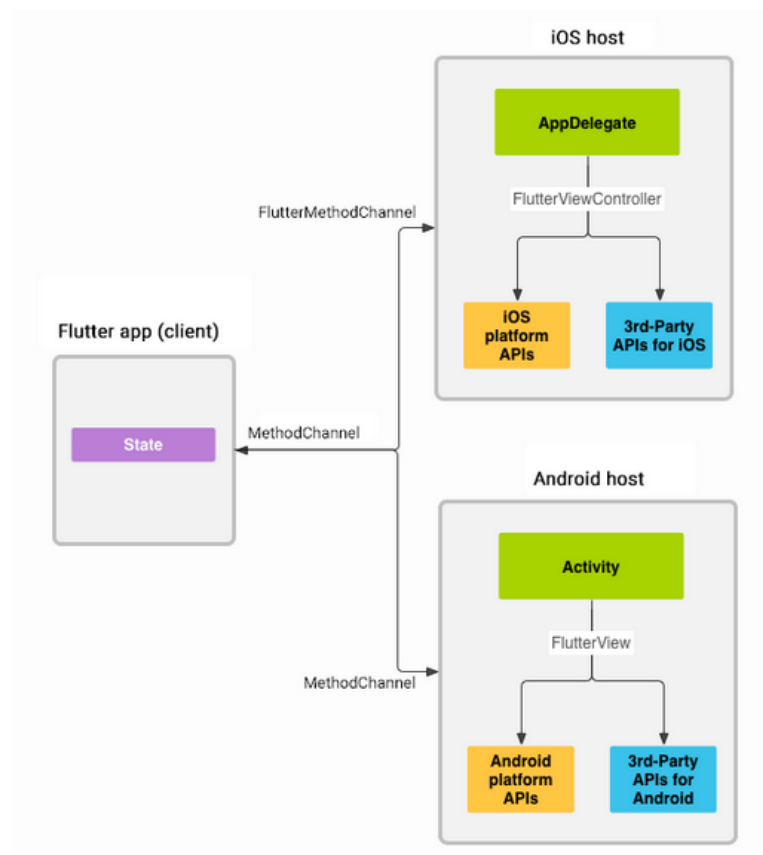 iOS host
AppDelegate
FlutterViewController
FlutterMethodChannel
iOS
platform
APIs
3rd-Party
APIs for iOS
Flutter app (client)
State
MethodChannel
Android host
Activity
FlutterView
MethodChannel
Android
platform
APIs
3rd-Party
APIs for
Android